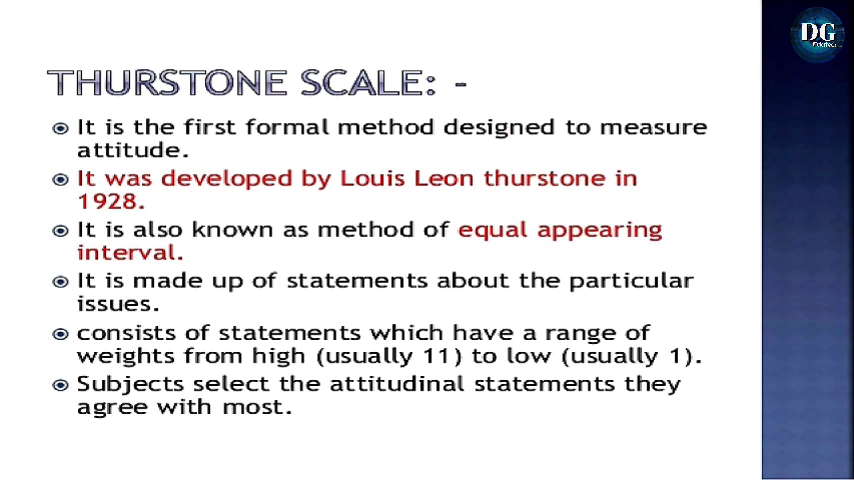 DG
THURSTONE SCALE: -
It is the first formal method designed to measure
attitude.
It was developed by Louis Leon thurstone in
1928.
It is also known as method of equal appearing
interval.
It is made up of statements about the particular
issues.
consists of statements which have a range of
weights from high (usually 11) to low (usually 1).
Subjects select the attitudinal statements they
agree with most.